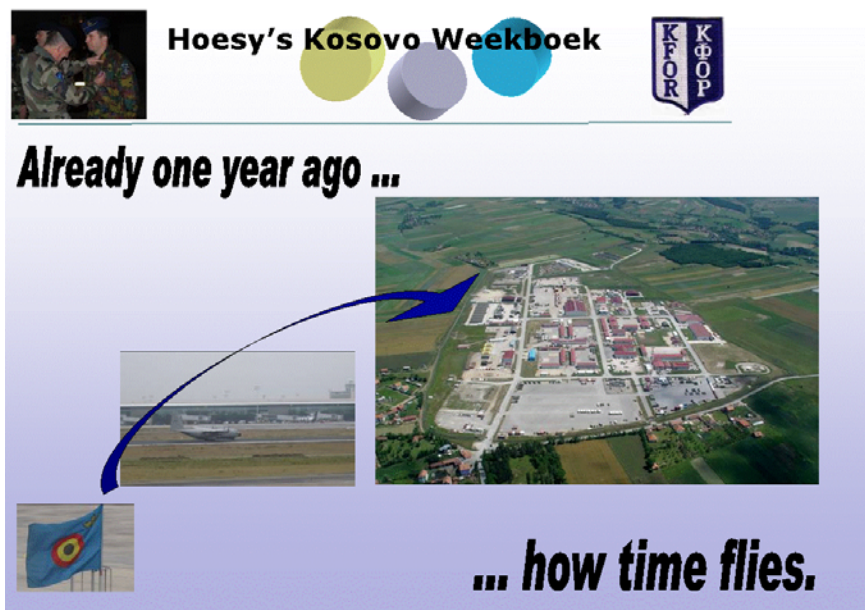 Hoesy's Kosovo Weekboek
KFOR
КФОР
Already one year ago ...
... how time flies.